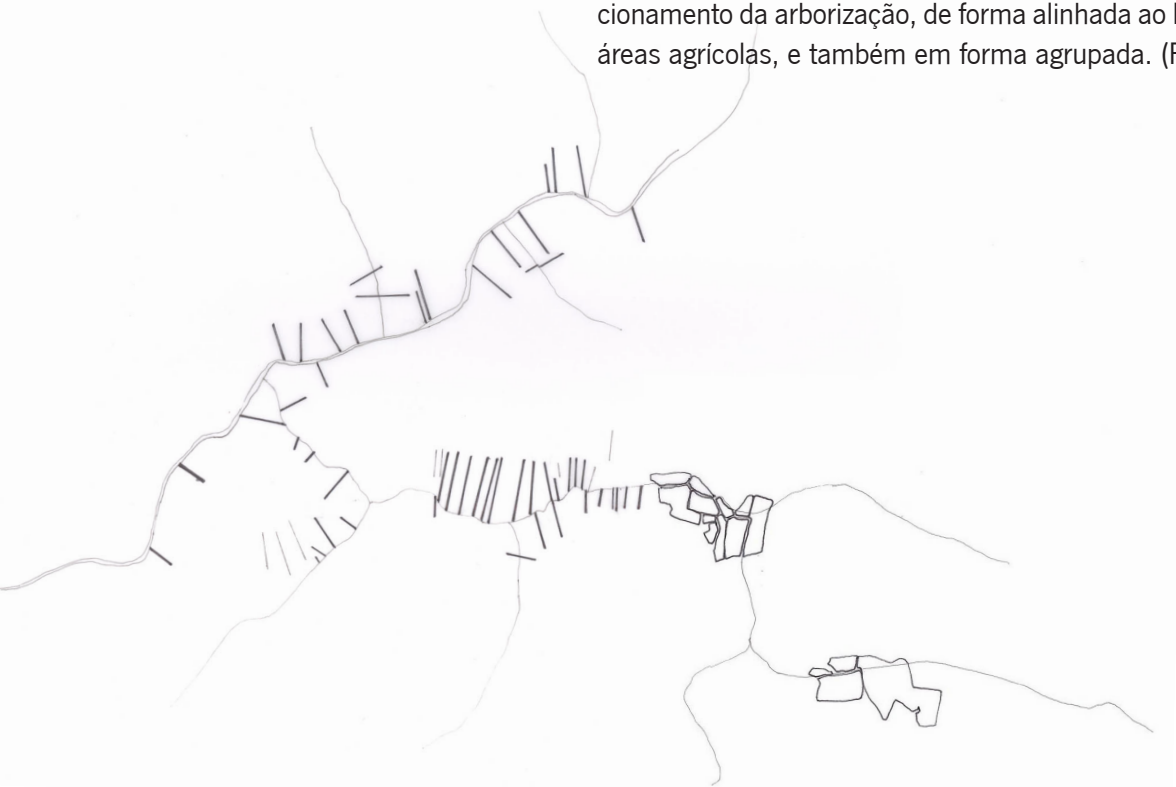 cionamento da arborização, de forma alinhada ao
áreas agrícolas, e também em forma agrupada.